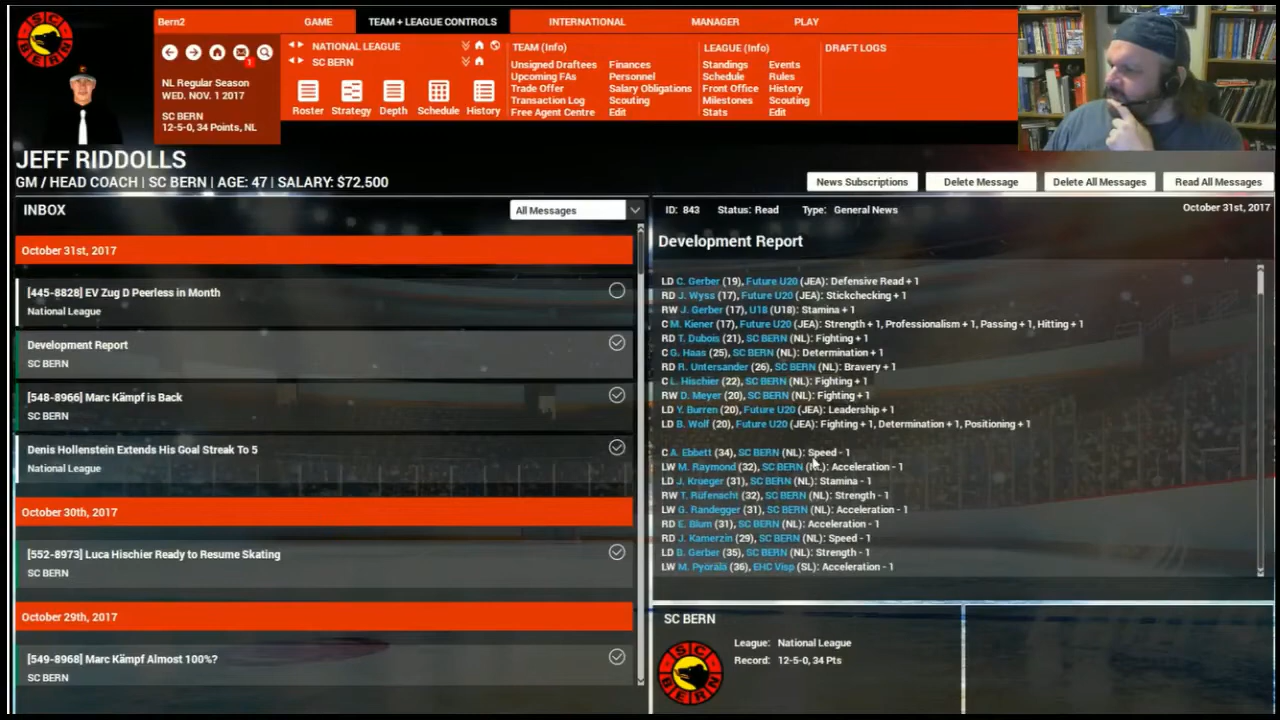 SC
BERN
Bern2
GAME
TEAM + LEAGUE CONTROLS
INTERNATIONAL
MANAGER
PLAY
1
NL Regular Season
WED. NOV. 1 2017
SC BERN
12-5-0, 34 Points, NL
NATIONAL LEAGUE
SC BERN
Roster
Strategy
Depth
Schedule
History
TEAM (Info)
Unsigned Draftees
Finances
Upcoming FAs
Personnel
Trade Offer
Salary Obligations
Transaction Log
Scouting
Free Agent Centre
Edit
LEAGUE (Info)
Standings
Events
Schedule
Rules
Front Office
History
Milestones
Scouting
Stats
Edit
DRAFT LOGS
JEFF RIDDOLLS
GM / HEAD COACH | SC BERN | AGE: 47 | SALARY: $72,500
News Subscriptions
Delete Message
Delete All Messages
Read All Messages
INBOX
All Messages
October 31st, 2017
[445-8828] EV Zug D Peerless in Month
National League
Development Report
SC BERN
[548-8966] Marc Kämpf is Back
SC BERN
Denis Hollenstein Extends His Goal Streak To 5
National League
October 30th, 2017
[552-8973] Luca Hischier Ready to Resume Skating
SC BERN
October 29th, 2017
[549-8968] Marc Kämpf Almost 100%?
SC BERN
ID: 843 Status: Read Type: General News
October 31st, 2017
Development Report
LD C. Gerber (19), Future U20 (JEA): Defensive Read + 1
RD J. Wyss (17), Future U20 (JEA): Stickchecking + 1
RW J. Gerber (17), U18 (U18): Stamina + 1
C M. Kiener (17), Future U20 (JEA): Strength + 1, Professionalism + 1, Passing + 1, Hitting + 1
RD T. Dubois (21), SC BERN (NL): Fighting + 1
C G. Haas (25), SC BERN (NL): Determination + 1
RD R. Untersander (26), SC BERN (NL): Bravery + 1
C L. Hischier (22), SC BERN (NL): Fighting + 1
RW D. Meyer (20), SC BERN (NL): Fighting + 1
LD Y. Burren (20), Future U20 (JEA): Leadership + 1
LD B. Wolf (20), Future U20 (JEA): Fighting + 1, Determination + 1, Positioning + 1
C A. Ebbett (34), SC BERN (NL): Speed - 1
LW M. Raymond (32), SC BERN (NL): Acceleration - 1
LD J. Kroeger (31), SC BERN (NL): Stamina - 1
RW T. Rüfenacht (32), SC BERN (NL): Strength - 1
LW G. Randegger (31), SC BERN (NL): Acceleration - 1
RD E. Blum (31), SC BERN (NL): Acceleration - 1
RD J. Kamerzin (29), SC BERN (NL): Speed - 1
LD B. Gerber (35), SC BERN (NL): Strength - 1
LW M. Pyörälä (36), EHC Visp (SL): Acceleration - 1
SC BERN
League: National League
Record: 12-5-0, 34 Pts
SC
BERN